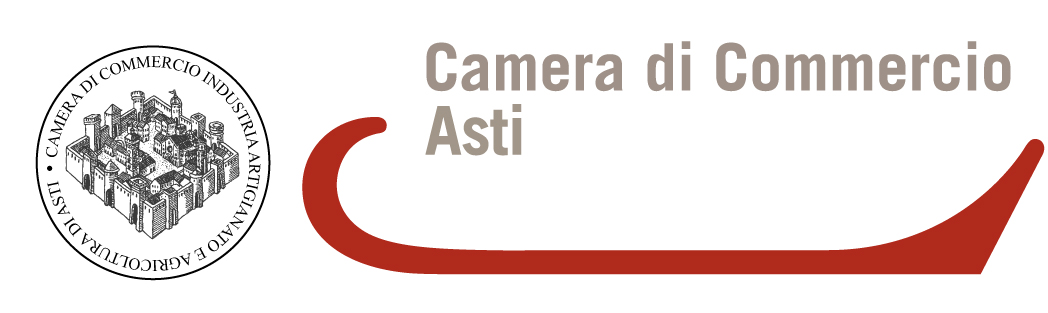 • CAMERA DI COMMERCIO INDUSTRIA ARTIGIANATO E AGRICOLTURA DI ASTI
Camera di Commercio
Asti